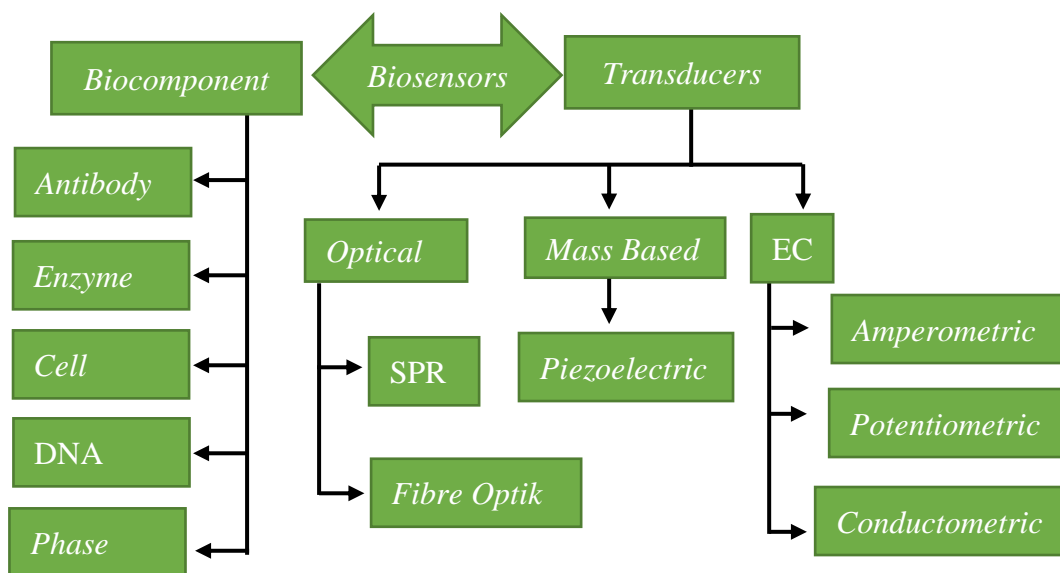 Biocomponent
Biosensors
Transducers
Antibody
Enzyme
Cell
DNA
Phase
Optical
Mass Based
EC
SPR
Fibre Optik
Piezoelectric
Amperometric
Potentiometric
Conductometric